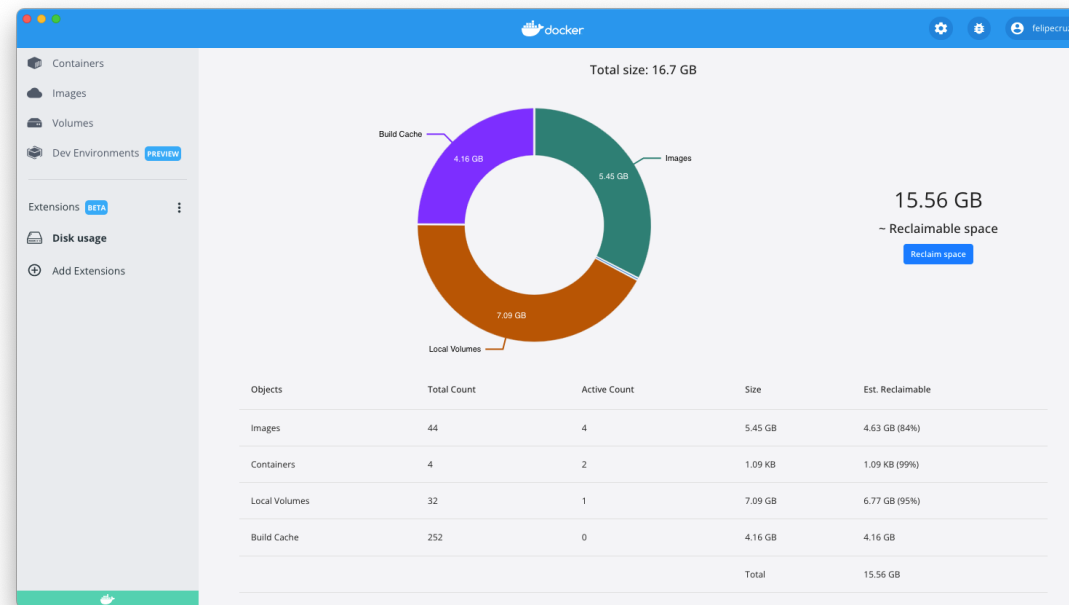 docker
felipecruz
Containers
Images
Volumes
Dev Environments PREVIEW
Extensions BETA
Disk usage
Add Extensions
Total size: 16.7 GB
Build Cache
4.16 GB
Images
5.45 GB
7.09 GB
Local Volumes
15.56 GB
~ Reclaimable space
Reclaim space
Objects Total Count Active Count Size Est. Reclaimable
Images 44 4 5.45 GB 4.63 GB (84%)
Containers 4 2 1.09 KB 1.09 KB (99%)
Local Volumes 32 1 7.09 GB 6.77 GB (95%)
Build Cache 252 0 4.16 GB 4.16 GB
Total 15.56 GB